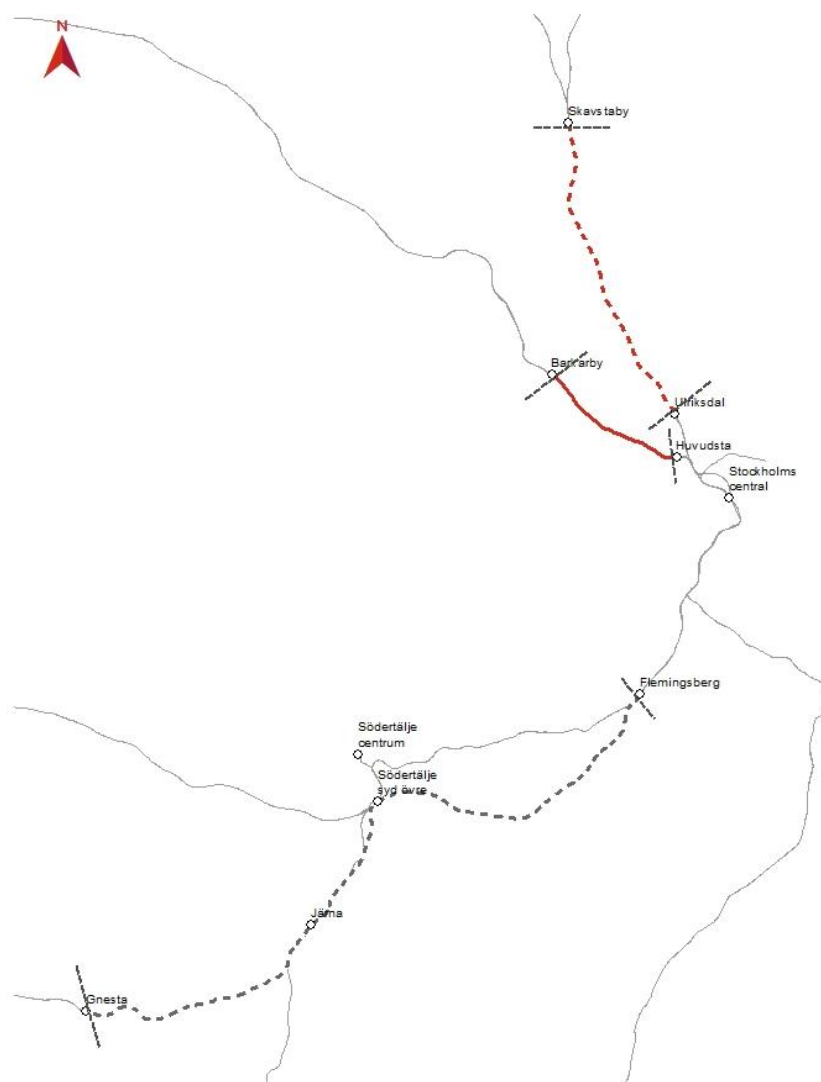 N
Skavstaby
Barkarby
Ulriksdal
Huvudsta
Stockholms
central
Flemingsberg
Södertälje
centrum
Södertälje
syd övre
Järna
Gnesta